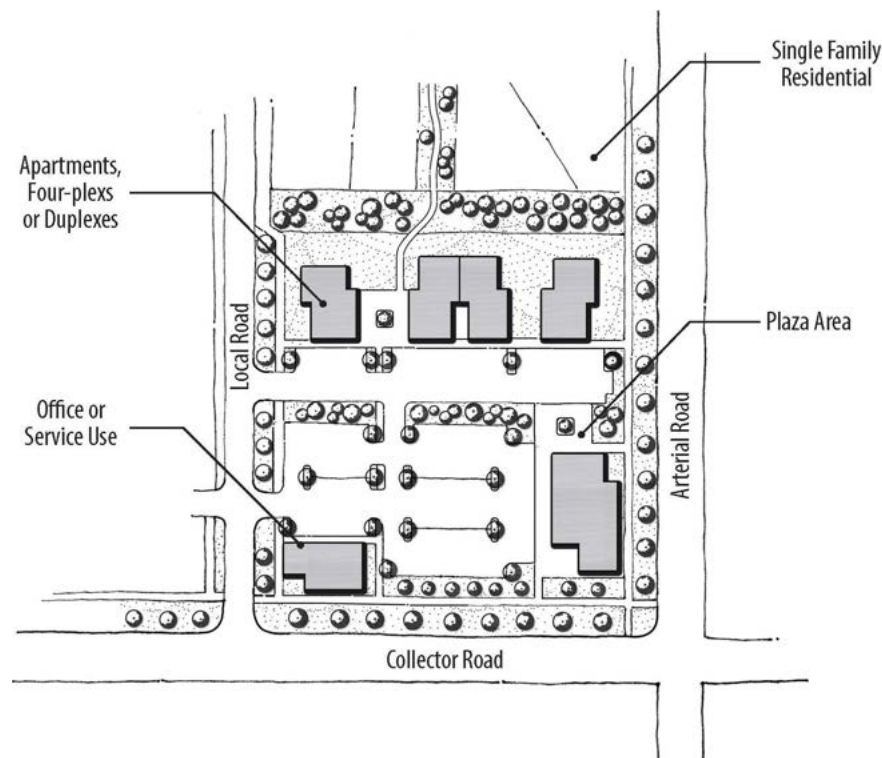 Single Family
Residential
Apartments,
Four-plexs
or Duplexes
Plaza Area
Local Road
Office or
Service Use
Arterial Road
Collector Road